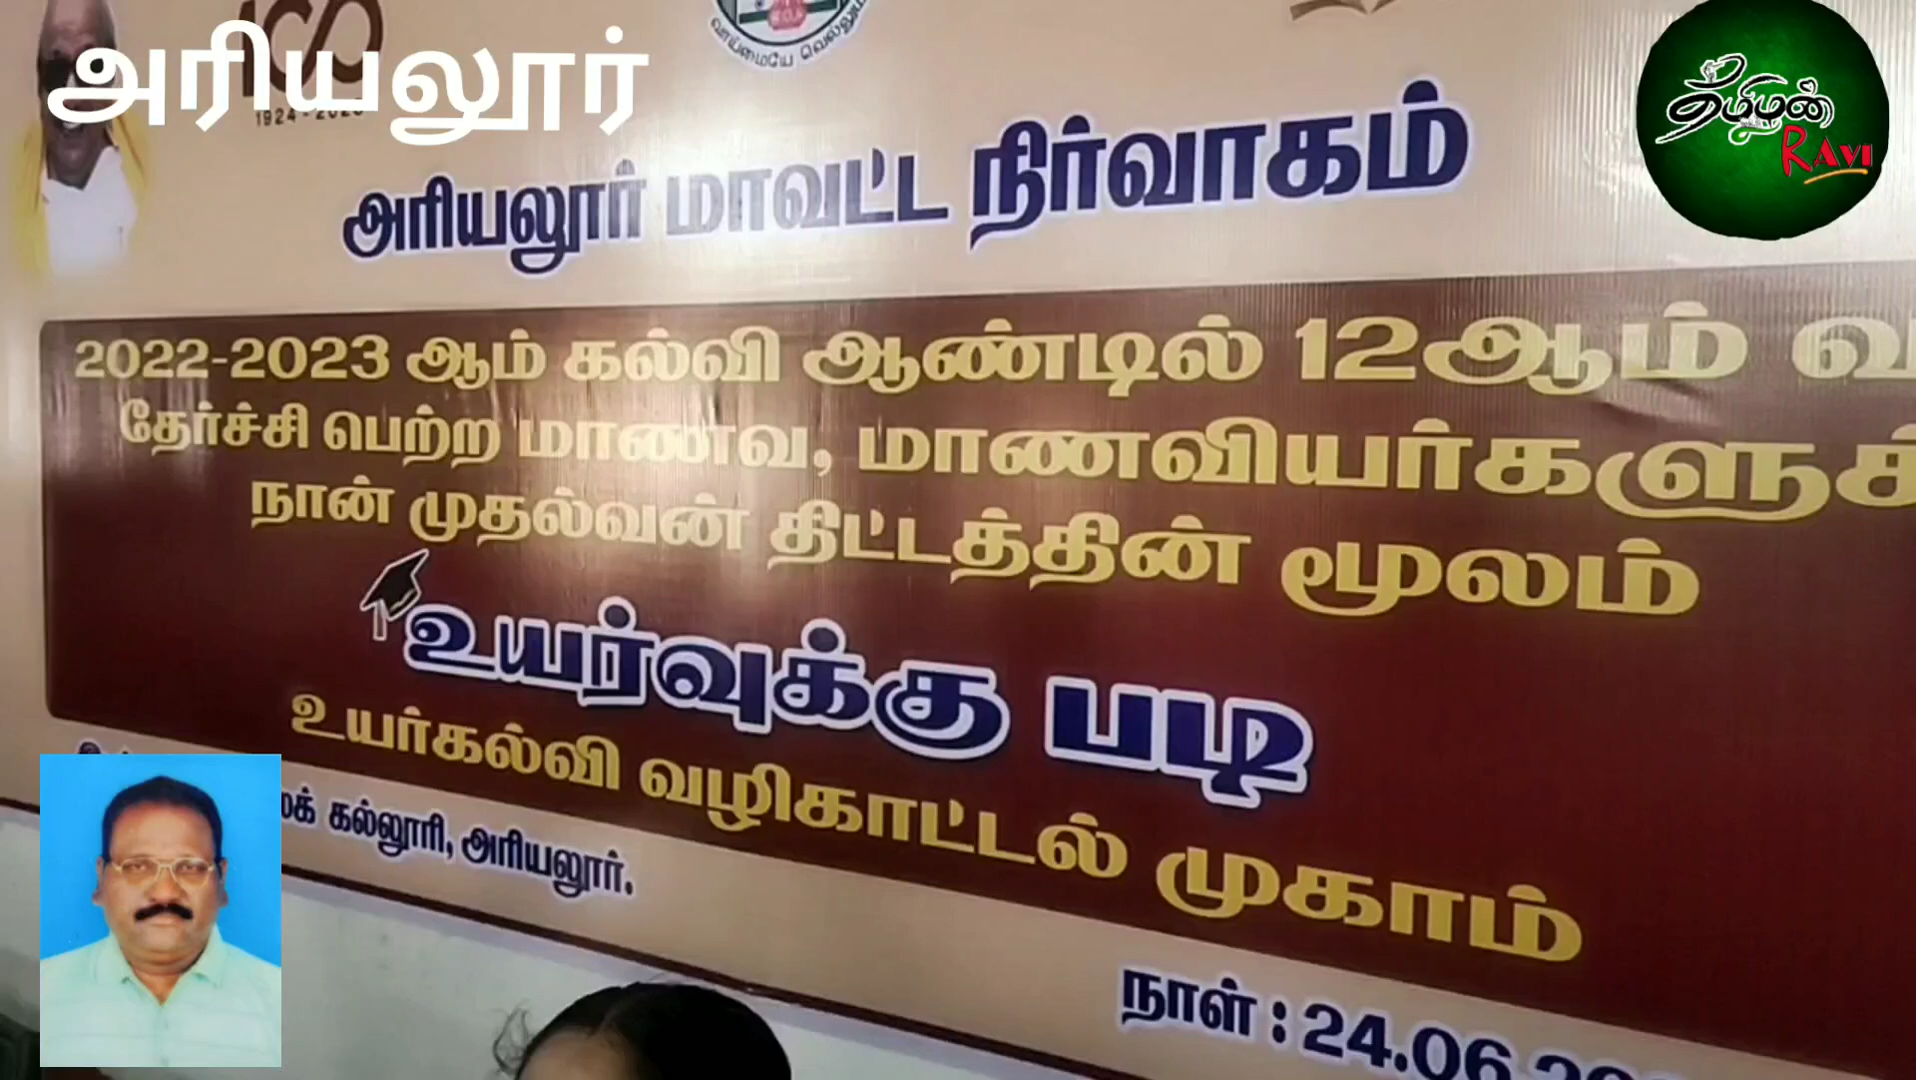 வாய்மையே வெல்லும்
அரியலூர்
தமிழன்
RAVI
அரியலூர் மாவட்ட நிர்வாகம்
2022-2023 ஆம் கல்வி ஆண்டில் 12ஆம்
தேர்ச்சி பெற்ற மாணவ, மாணவியர்களுக்
நான் முதல்வன் திட்டத்தின் மூலம்
உயர்வுக்கு படி
உயர்கல்வி வழிகாட்டல் முகாம்
கல்லூரி, அரியலூர்.
நாள் : 24.06